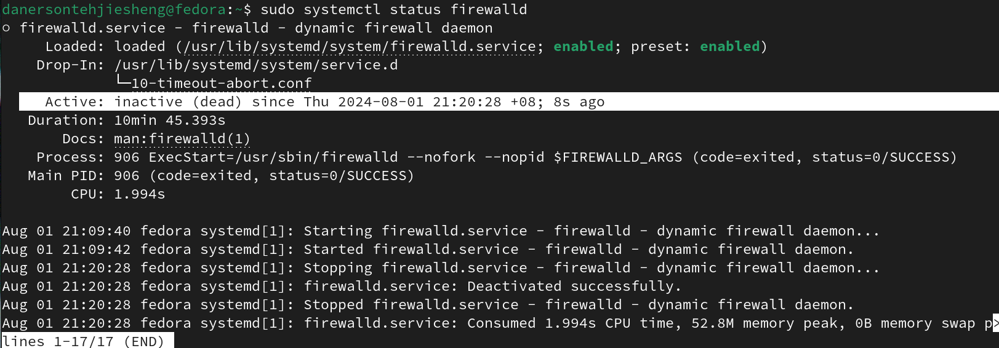 danersontehjiesheng@fedora:~$ sudo systemctl status firewalld
○ firewalld.service - firewalld - dynamic firewall daemon
     Loaded: loaded (/usr/lib/systemd/system/firewalld.service; enabled; preset: enabled)
    Drop-In: /usr/lib/systemd/system/service.d
             └─10-timeout-abort.conf
     Active: inactive (dead) since Thu 2024-08-01 21:20:28 +08; 8s ago
   Duration: 10min 45.393s
       Docs: man:firewalld(1)
    Process: 906 ExecStart=/usr/sbin/firewalld --nofork --nopid $FIREWALLD_ARGS (code=exited, status=0/SUCCESS)
   Main PID: 906 (code=exited, status=0/SUCCESS)
        CPU: 1.994s

Aug 01 21:09:40 fedora systemd[1]: Starting firewalld.service - firewalld - dynamic firewall daemon...
Aug 01 21:09:42 fedora systemd[1]: Started firewalld.service - firewalld - dynamic firewall daemon.
Aug 01 21:20:28 fedora systemd[1]: Stopping firewalld.service - firewalld - dynamic firewall daemon...
Aug 01 21:20:28 fedora systemd[1]: firewalld.service: Deactivated successfully.
Aug 01 21:20:28 fedora systemd[1]: Stopped firewalld.service - firewalld - dynamic firewall daemon.
Aug 01 21:20:28 fedora systemd[1]: firewalld.service: Consumed 1.994s CPU time, 52.8M memory peak, 0B memory swap p>
lines 1-17/17 (END)